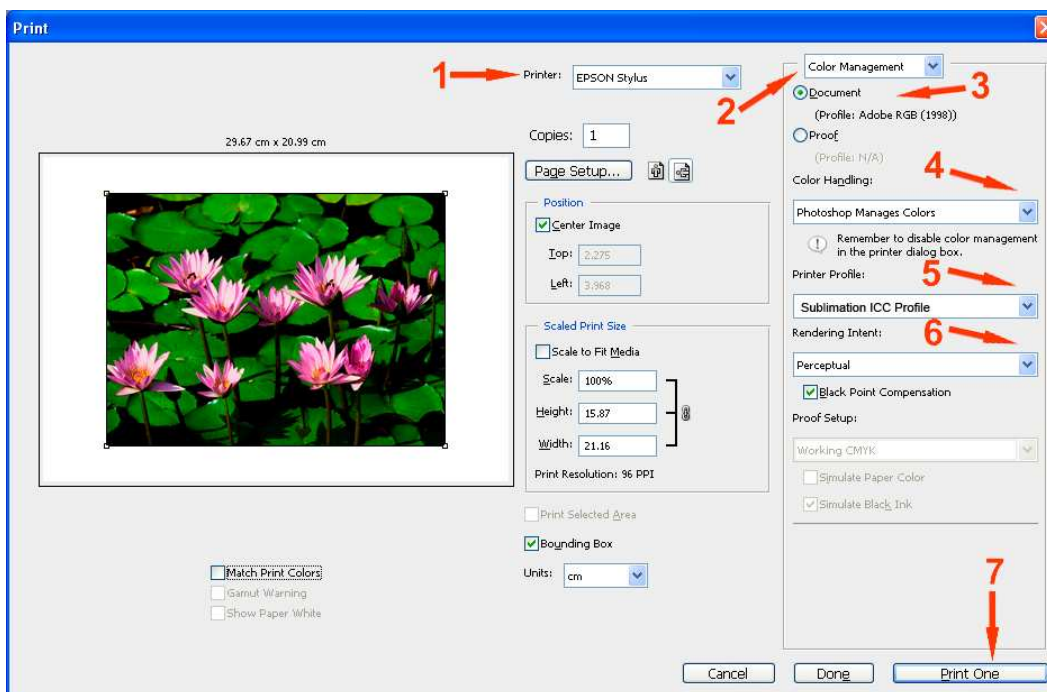 Print
1
Printer:
EPSON Stylus
29.67 cm x 20.99 cm
Copies:
1
Page Setup...
Position
Center Image
Top:
2.275
Left:
3.968
Scaled Print Size
Scale to Fit Media
Scale:
100%
Height:
15.87
Width:
21.16
Print Resolution: 96 PPI
Print Selected Area
Bounding Box
Units:
cm
Match Print Colors
Gamut Warning
Show Paper White
2
Color Management
3
Document
(Profile: Adobe RGB (1998))
Proof
(Profile: N/A)
4
Color Handling:
Photoshop Manages Colors
Remember to disable color management
in the printer dialog box.
5
Printer Profile:
Sublimation ICC Profile
6
Rendering Intent:
Perceptual
Black Point Compensation
Proof Setup:
Working CMYK
Simulate Paper Color
Simulate Black Ink
7
Cancel
Done
Print One